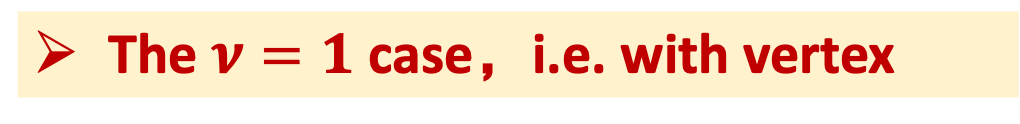 ➢ The 𝝂 = 𝟏 case，i.e. with vertex